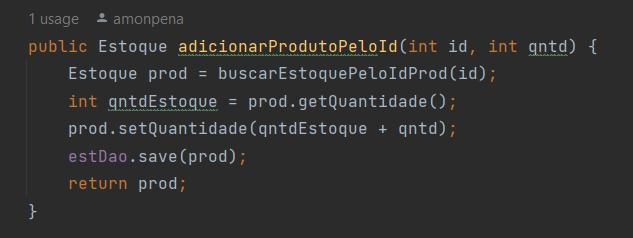 1 usage amonpena
public Estoque adicionarProdutoPeloId(int id, int qntd) {
    Estoque prod = buscarEstoquePeloIdProd(id);
    int qntdEstoque = prod.getQuantidade();
    prod.setQuantidade(qntdEstoque + qntd);
    estDao.save(prod);
    return prod;
}